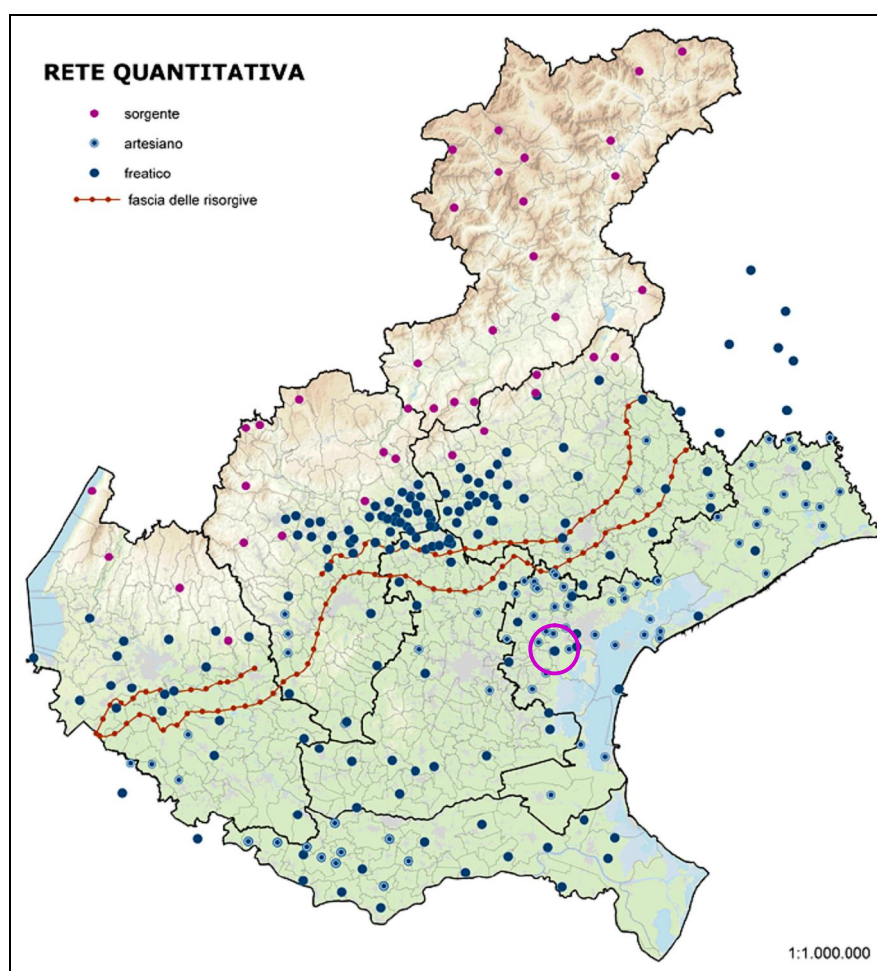 RETE QUANTITATIVA
sorgente
artesiano
freatico
fascia delle risorgive
1:1.000.000